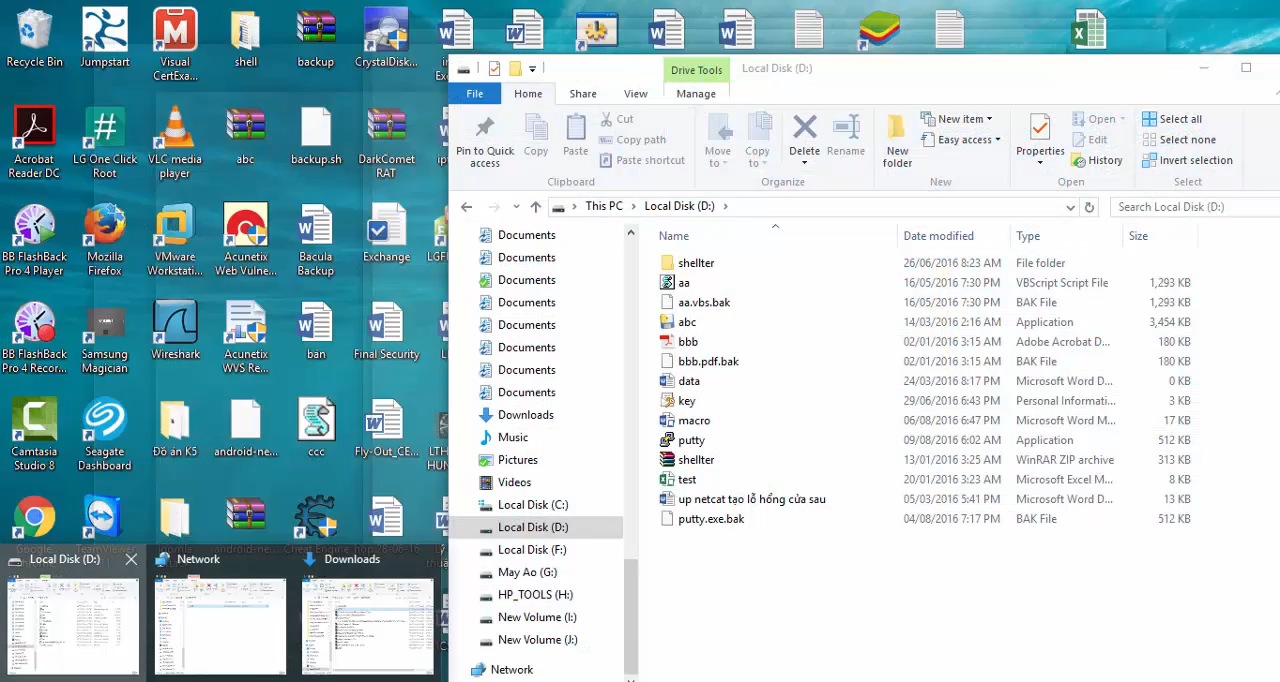 Recycle Bin
Jumpstart
Visual CertExa...
shell
backup
CrystalDisk...
Acrobat Reader DC
LG One Click Root
VLC media player
abc
backup.sh
DarkComet RAT
BB FlashBack Pro 4 Player
Mozilla Firefox
VMware Workstati...
Acunetix Web Vulne...
Bacula Backup
Exchange
BB FlashBack Pro 4 Recor...
Samsung Magician
Wireshark
Acunetix WVS Re...
bán
Final Security
Camtasia Studio 8
Seagate Dashboard
Đồ án K5
android-ne...
ccc
Fly-Out_CE...
Drive Tools
Local Disk (D:)
File
Home
Share
View
Manage
Pin to Quick access
Copy
Paste
Cut
Copy path
Paste shortcut
Clipboard
Move to
Copy to
Delete
Rename
Organize
New folder
New item
Easy access
New
Properties
Open
Edit
History
Open
Select all
Select none
Invert selection
Select
This PC > Local Disk (D:) >
Search Local Disk (D:)
Documents
Documents
Documents
Documents
Documents
Documents
Documents
Documents
Downloads
Music
Pictures
Videos
Local Disk (C:)
Local Disk (D:)
Local Disk (F:)
May Ao (G:)
HP_TOOLS (H:)
New Volume (I:)
New Volume (J:)
Network
Name Date modified Type Size
shellter 26/06/2016 8:23 AM File folder
aa 16/05/2016 7:30 PM VBScript Script File 1,293 KB
aa.vbs.bak 16/05/2016 7:30 PM BAK File 1,293 KB
abc 14/03/2016 2:16 AM Application 3,454 KB
bbb 02/01/2016 3:15 AM Adobe Acrobat D... 180 KB
bbb.pdf.bak 02/01/2016 3:15 AM BAK File 180 KB
data 24/03/2016 8:17 PM Microsoft Word D... 0 KB
key 29/06/2016 6:43 PM Personal Informati... 3 KB
macro 06/08/2016 6:47 PM Microsoft Word M... 17 KB
putty 09/08/2016 6:02 AM Application 512 KB
shellter 13/01/2016 3:25 AM WinRAR ZIP archive 313 KB
test 20/01/2016 3:23 AM Microsoft Excel M... 8 KB
up netcat tạo lỗ hổng cửa sau 05/03/2016 5:41 PM Microsoft Word D... 13 KB
putty.exe.bak 04/08/2016 7:17 PM BAK File 512 KB
Local Disk (D:)
Network
Downloads